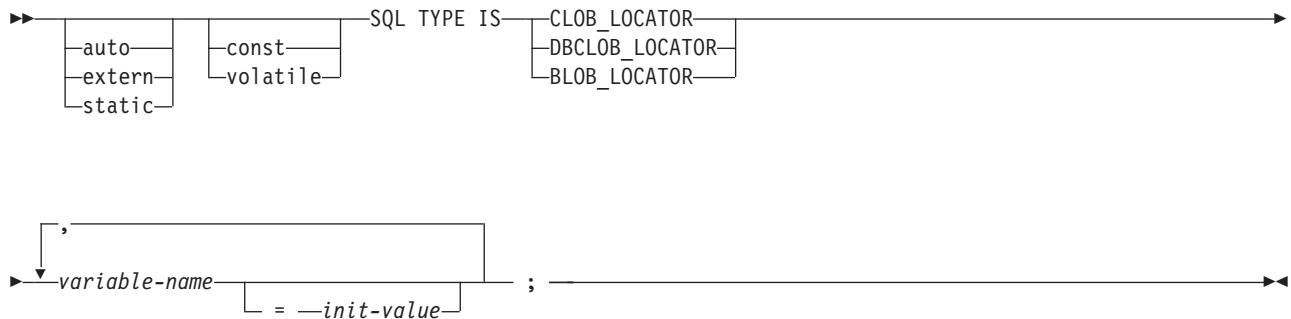 SQL TYPE IS CLOB_LOCATOR
auto const DBCLOB_LOCATOR
extern volatile BLOB_LOCATOR
static
,
variable-name ;
= init-value